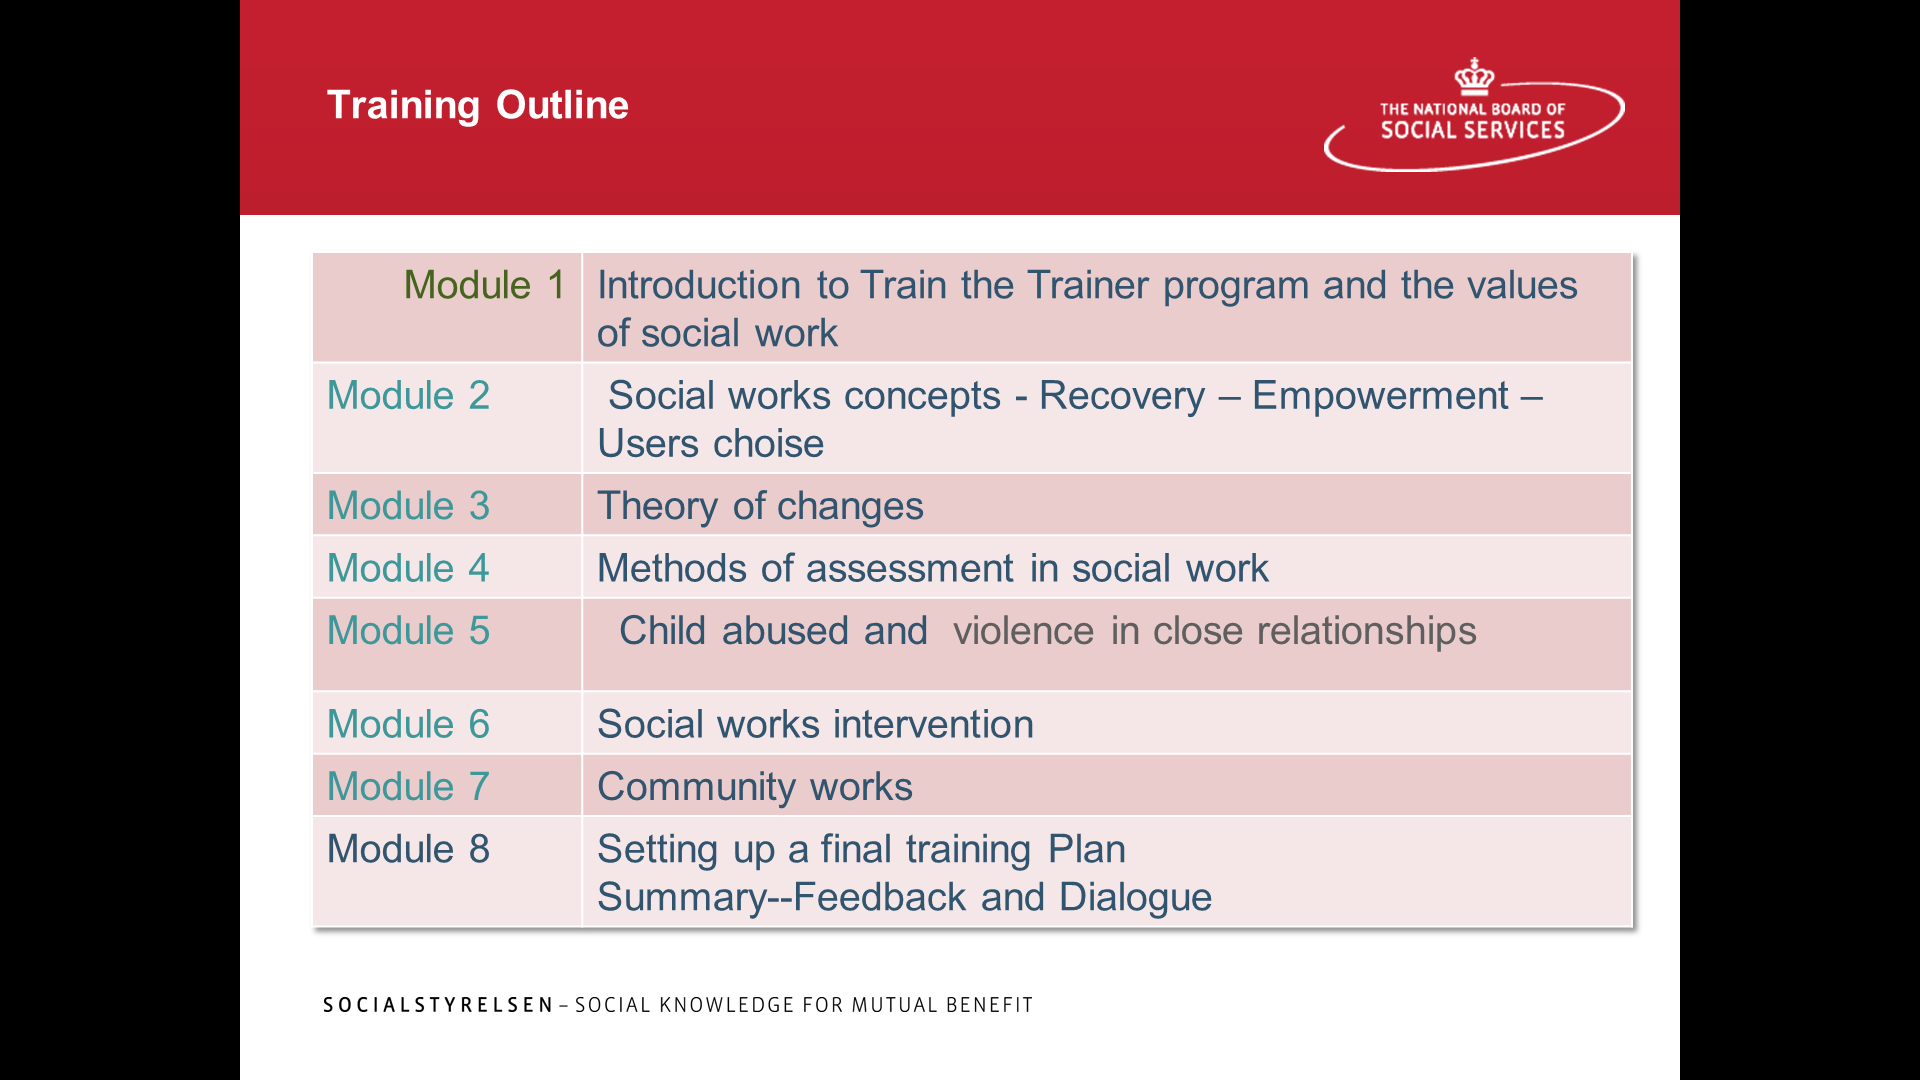 Training Outline
THE NATIONAL BOARD OF
SOCIAL SERVICES
Module 1 Introduction to Train the Trainer program and the values
of social work
Module 2 Social works concepts - Recovery – Empowerment –
Users choise
Module 3 Theory of changes
Module 4 Methods of assessment in social work
Module 5 Child abused and violence in close relationships
Module 6 Social works intervention
Module 7 Community works
Module 8 Setting up a final training Plan
Summary--Feedback and Dialogue
SOCIALSTYRELSEN – SOCIAL KNOWLEDGE FOR MUTUAL BENEFIT